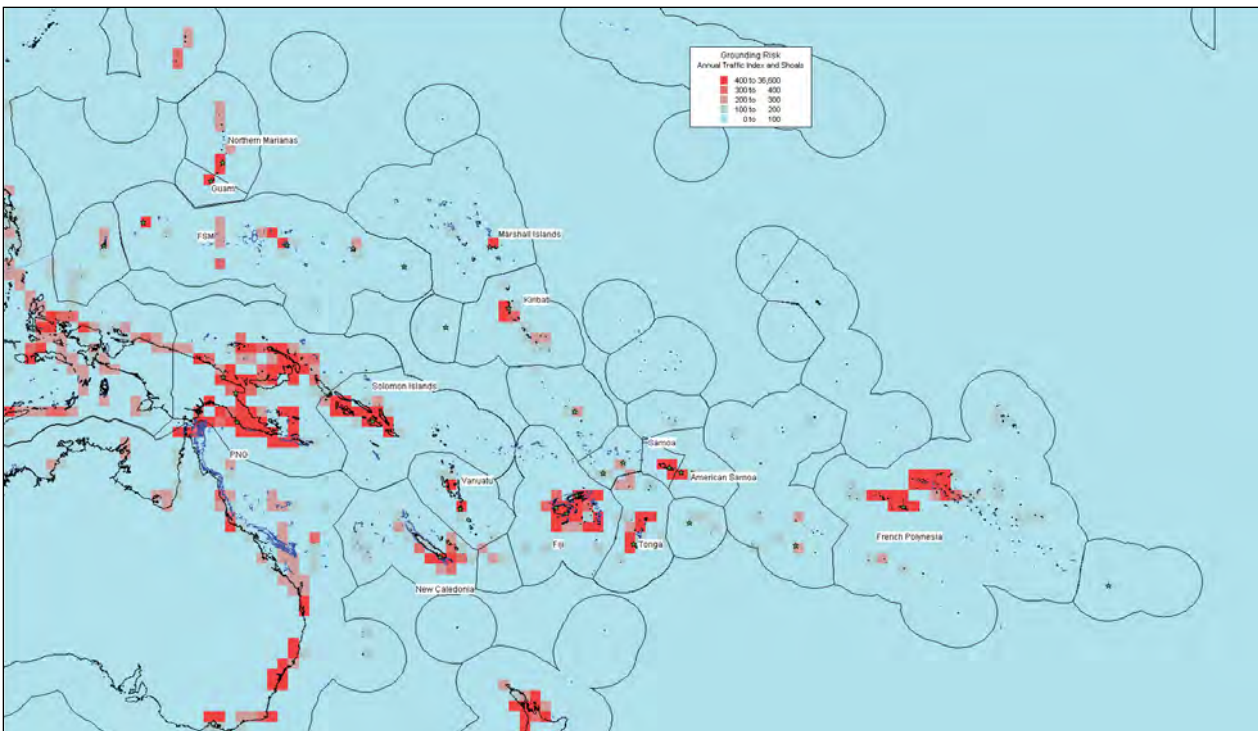 Grounding Risk
Annual Traffic Index and Shoals
400 to 36,600
300 to 400
200 to 300
100 to 200
0 to 100
Northern Marianas
Guam
FSM
Marshall Islands
Kiribati
Solomon Islands
PNG
Samoa
American Samoa
Vanuatu
Fiji
Tonga
French Polynesia
New Caledonia